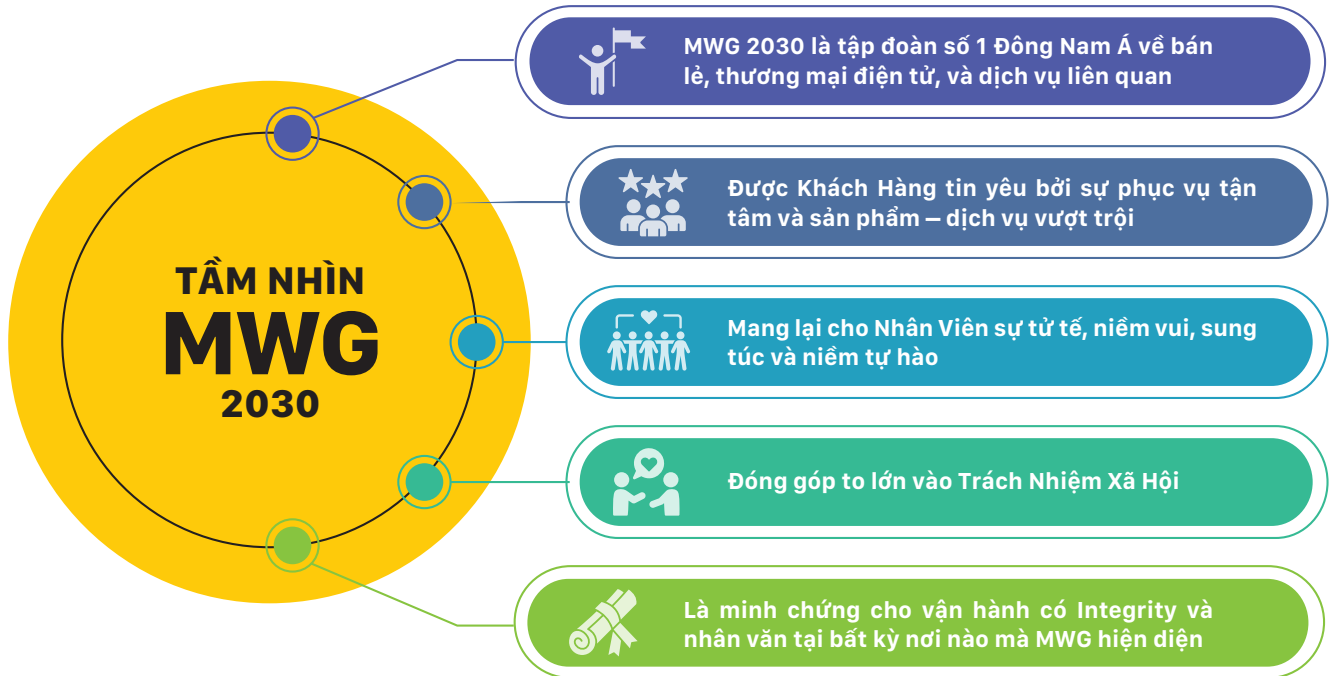 TẦM NHÌN
MWG
2030
MWG 2030 là tập đoàn số 1 Đông Nam Á về bán
lẻ, thương mại điện tử, và dịch vụ liên quan
Được Khách Hàng tin yêu bởi sự phục vụ tận
tâm và sản phẩm – dịch vụ vượt trội
Mang lại cho Nhân Viên sự tử tế, niềm vui, sung
túc và niềm tự hào
Đóng góp to lớn vào Trách Nhiệm Xã Hội
Là minh chứng cho vận hành có Integrity và
nhân văn tại bất kỳ nơi nào mà MWG hiện diện